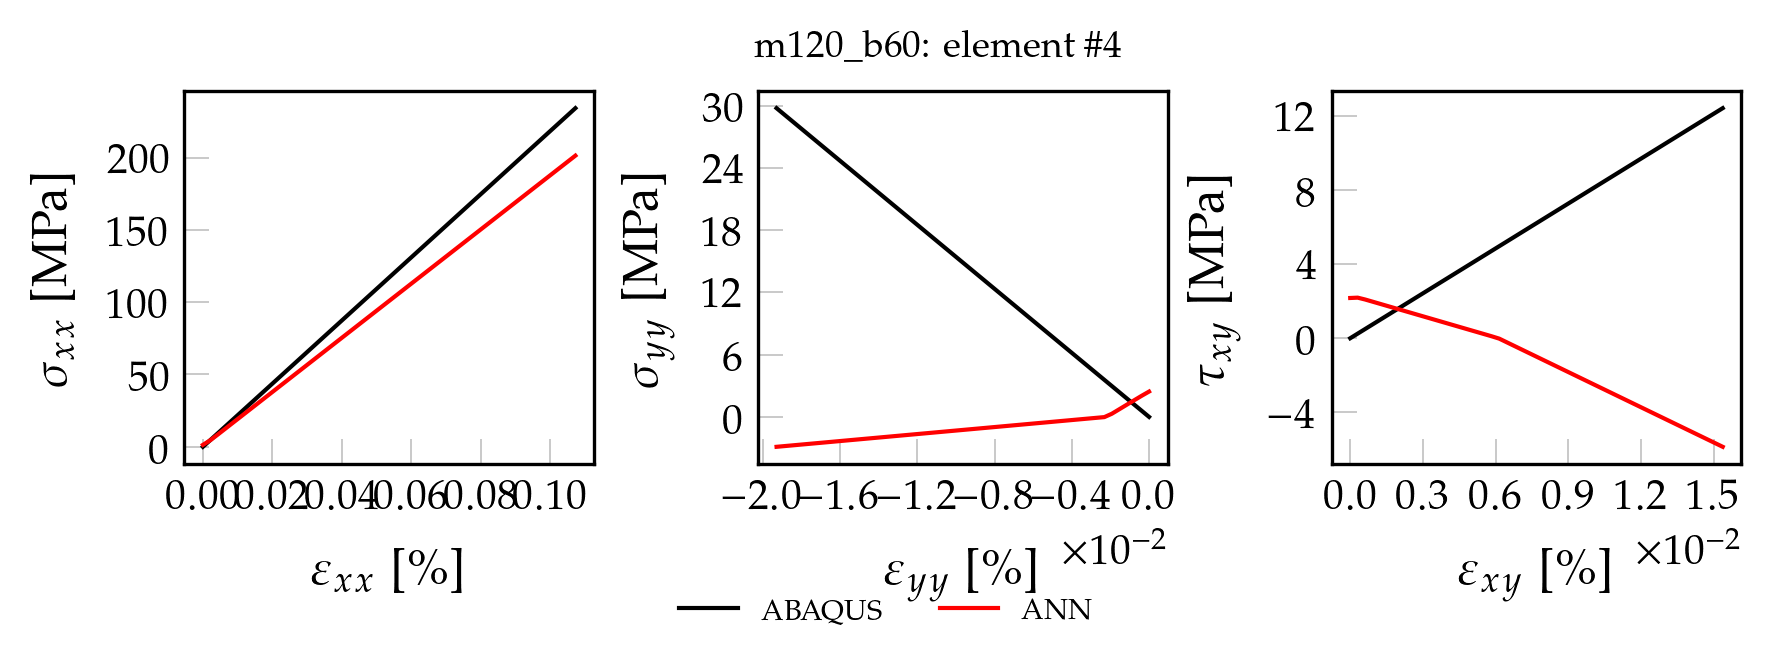 m120_b60: element #4
200
150
100
50
0
σxx [MPa]
0.00 0.02 0.04 0.06 0.08 0.10
εxx [%]
30
24
18
12
6
0
σyy [MPa]
−2.0 −1.6 −1.2 −0.8 −0.4 0.0
×10⁻²
εyy [%]
12
8
4
0
−4
τxy [MPa]
0.0 0.3 0.6 0.9 1.2 1.5
×10⁻²
εxy [%]
ABAQUS ANN